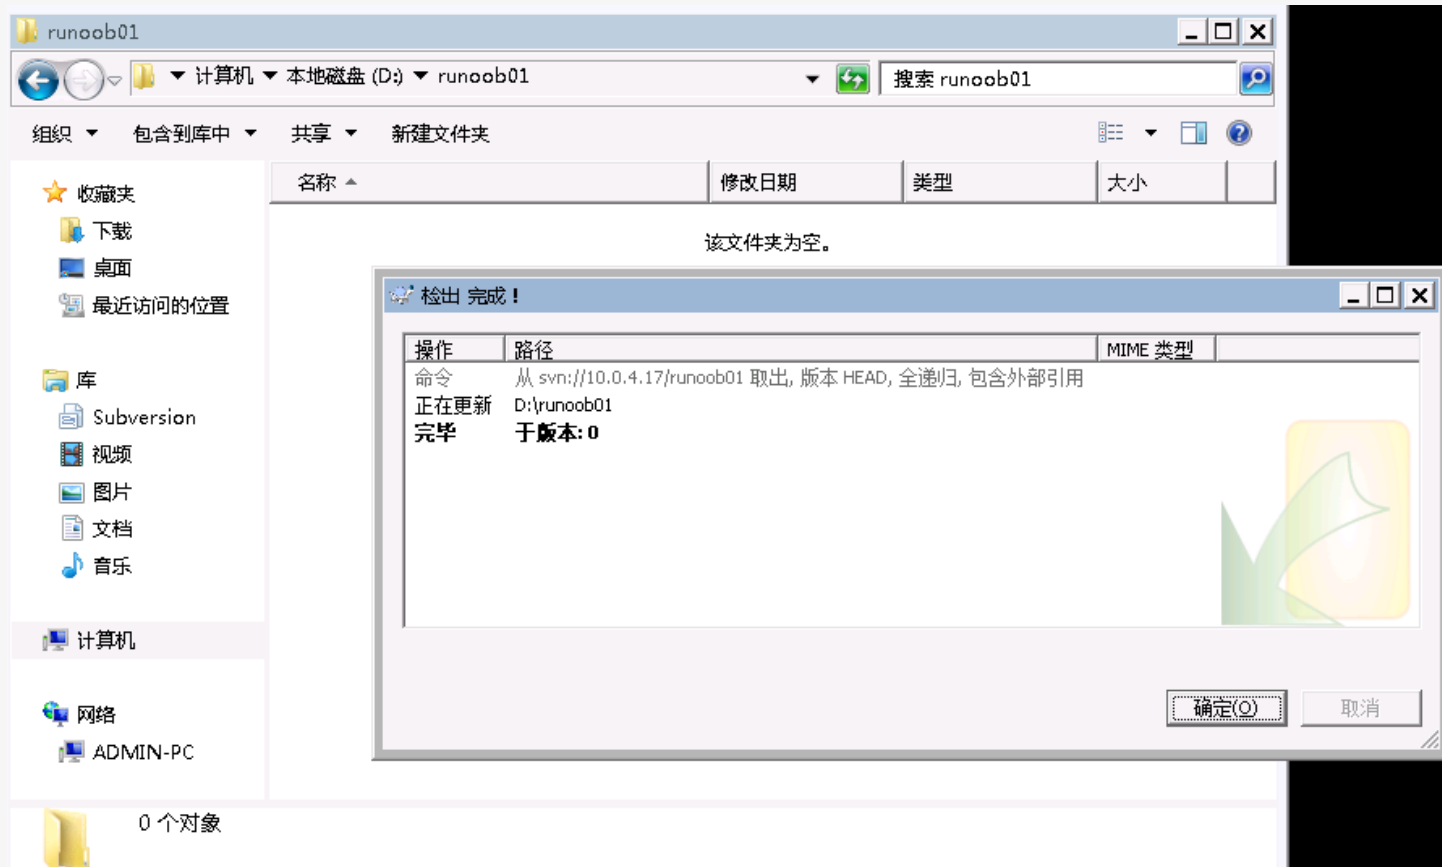 runoob01
计算机 本地磁盘 (D:) runoob01
搜索 runoob01
组织 包含到库中 共享 新建文件夹
名称 修改日期 类型 大小
收藏夹
下载
桌面
最近访问的位置
库
Subversion
视频
图片
文档
音乐
计算机
网络
ADMIN-PC
该文件夹为空。
检出 完成!
操作 路径 MIME 类型
命令 从 svn://10.0.4.17/runoob01 取出, 版本 HEAD, 全递归, 包含外部引用
正在更新 D:\runoob01
完毕 于版本: 0
确定(O) 取消
0 个对象